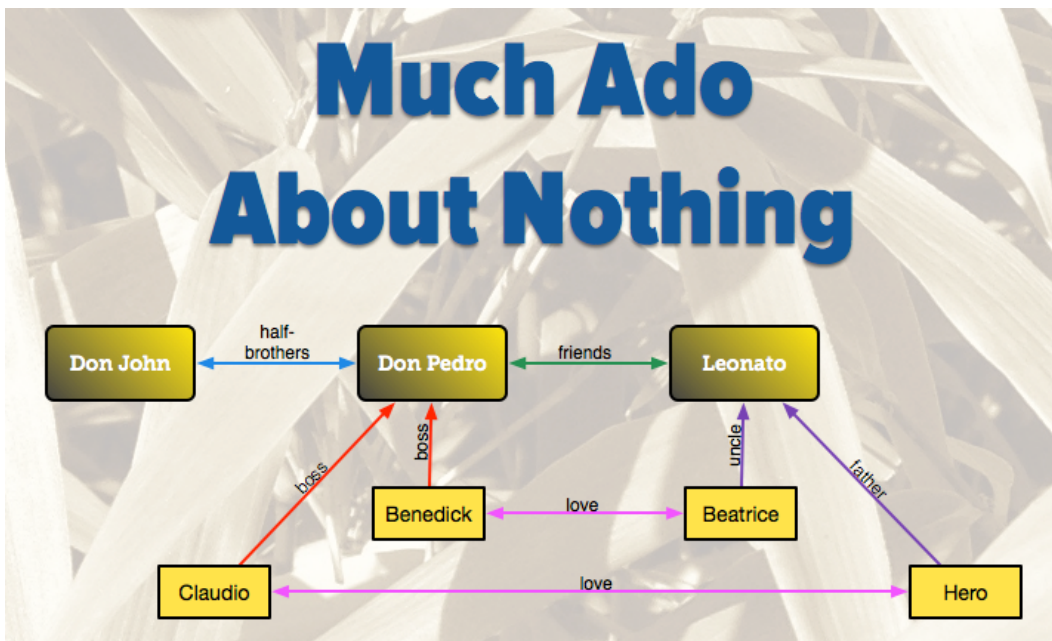 Much Ado
About Nothing
half-
brothers
Don John
Don Pedro
friends
Leonato
boss
boss
uncle
father
Benedick
love
Beatrice
Claudio
love
Hero